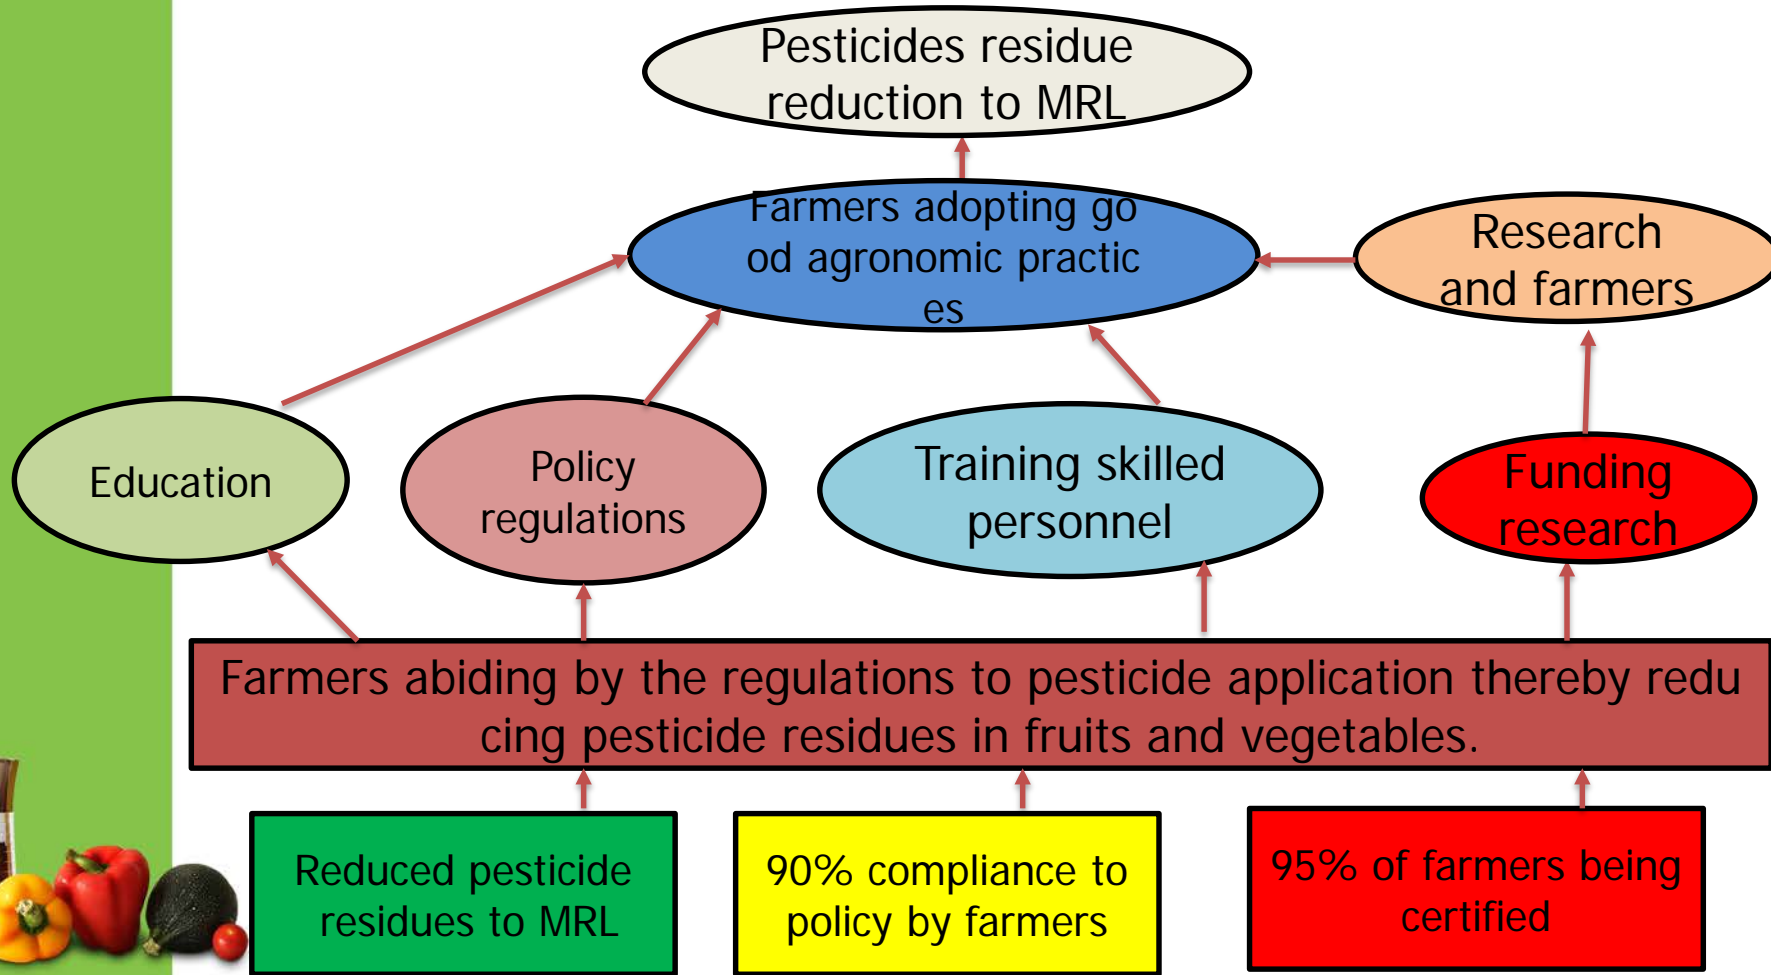 Pesticides residue
reduction to MRL
Farmers adopting go
od agronomic practic
es
Research
and farmers
Education
Policy
regulations
Training skilled
personnel
Funding
research
Farmers abiding by the regulations to pesticide application thereby redu
cing pesticide residues in fruits and vegetables.
Reduced pesticide
residues to MRL
90% compliance to
policy by farmers
95% of farmers being
certified